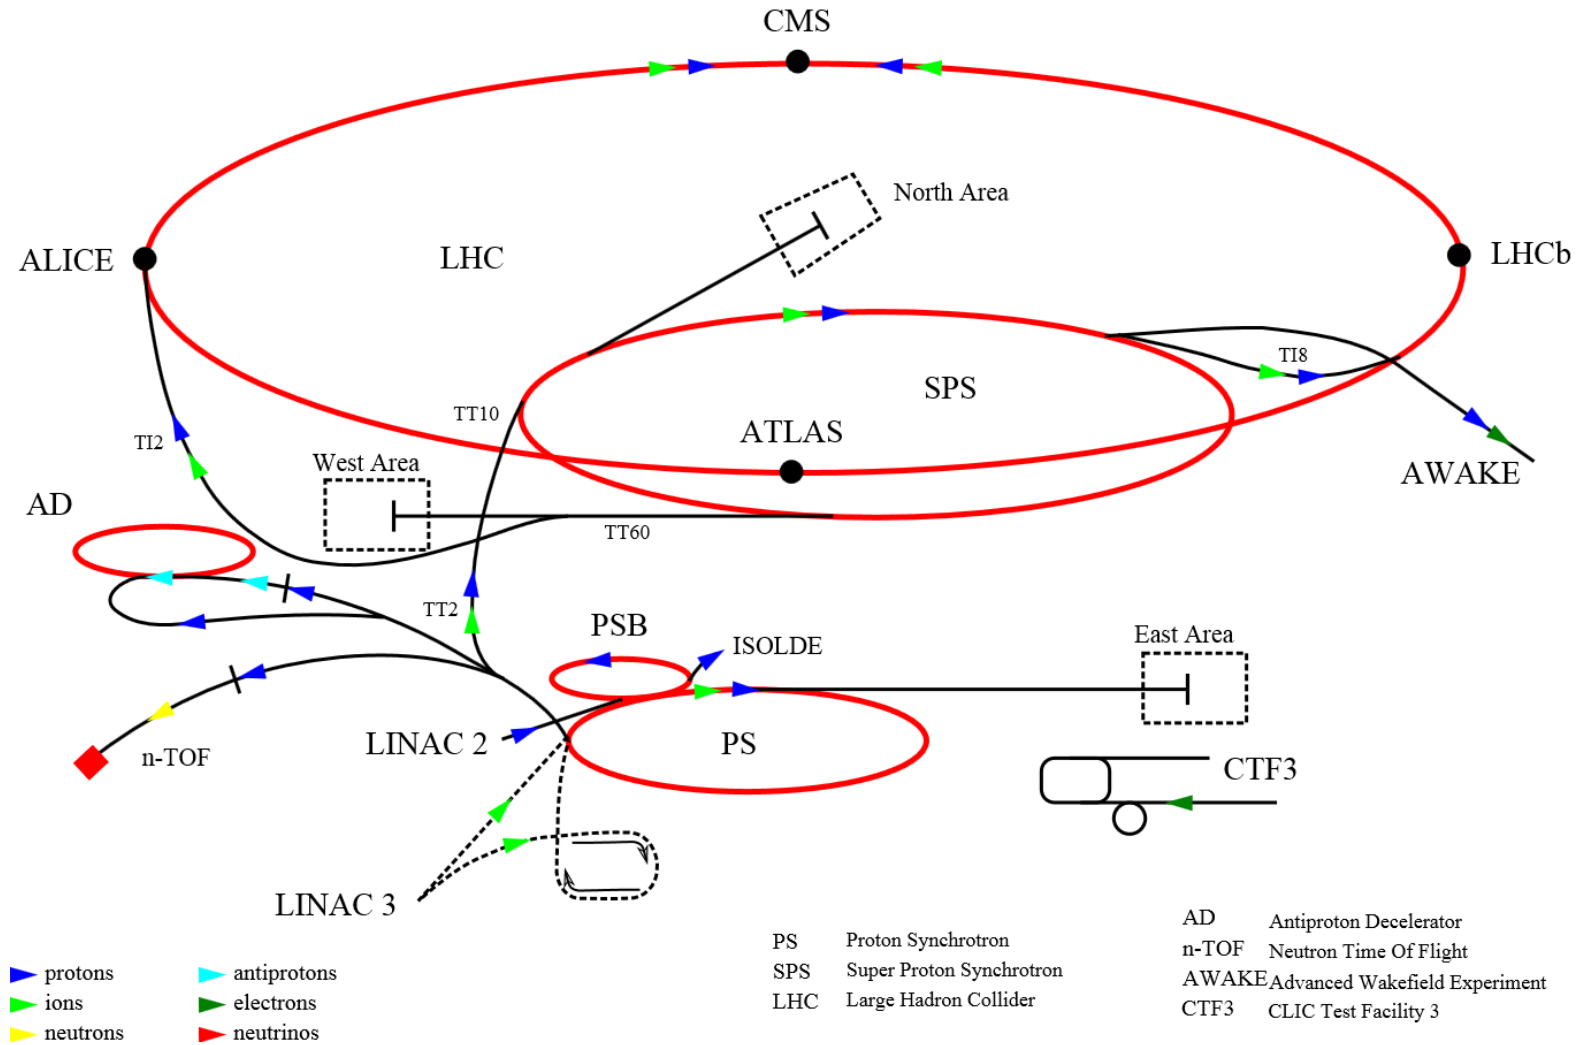 CMS
North Area
ALICE
LHC
LHCb
TI8
SPS
TT10
ATLAS
TI2
West Area
AWAKE
AD
TT60
TT2
PSB
ISOLDE
East Area
LINAC 2
PS
n-TOF
CTF3
LINAC 3
PS Proton Synchrotron
SPS Super Proton Synchrotron
LHC Large Hadron Collider
AD Antiproton Decelerator
n-TOF Neutron Time Of Flight
AWAKE Advanced Wakefield Experiment
CTF3 CLIC Test Facility 3
protons
ions
neutrons
antiprotons
electrons
neutrinos